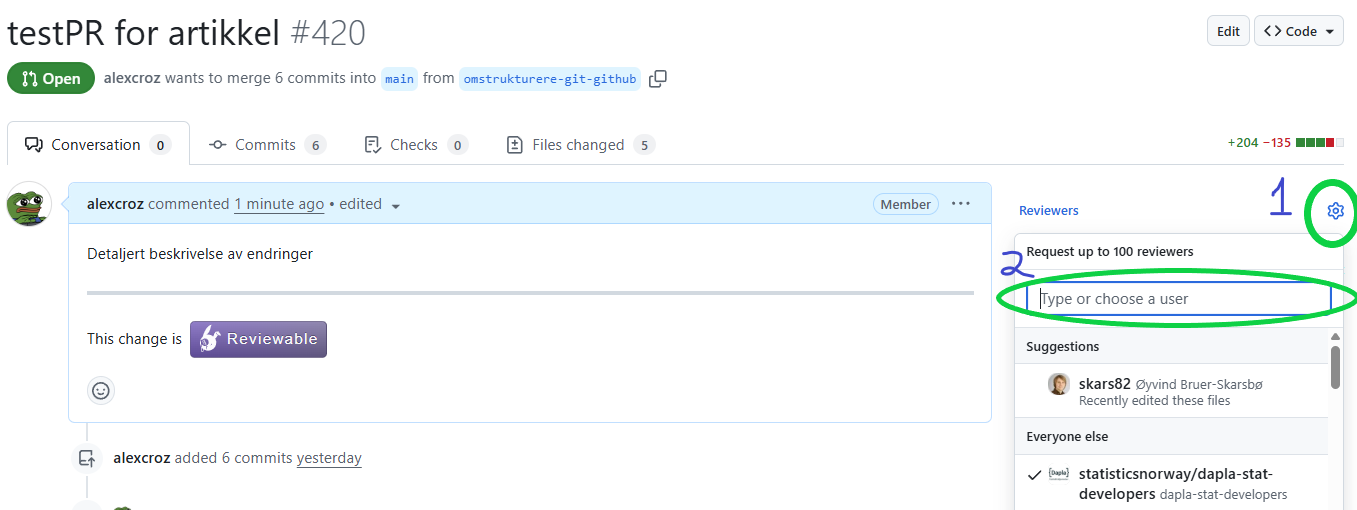 testPR for artikkel #420
Edit
Code
Open
alexcroz wants to merge 6 commits into main from omstrukturere-git-github
Conversation 0
Commits 6
Checks 0
Files changed 5
+204 −135
alexcroz commented 1 minute ago • edited
Member
Detaljert beskrivelse av endringer
This change is Reviewable
alexcroz added 6 commits yesterday
1
Reviewers
Request up to 100 reviewers
2
Type or choose a user
Suggestions
skars82 Øyvind Bruer-Skarsbø
Recently edited these files
Everyone else
{Dapla}
statisticsnorway/dapla-stat-
developers dapla-stat-developers